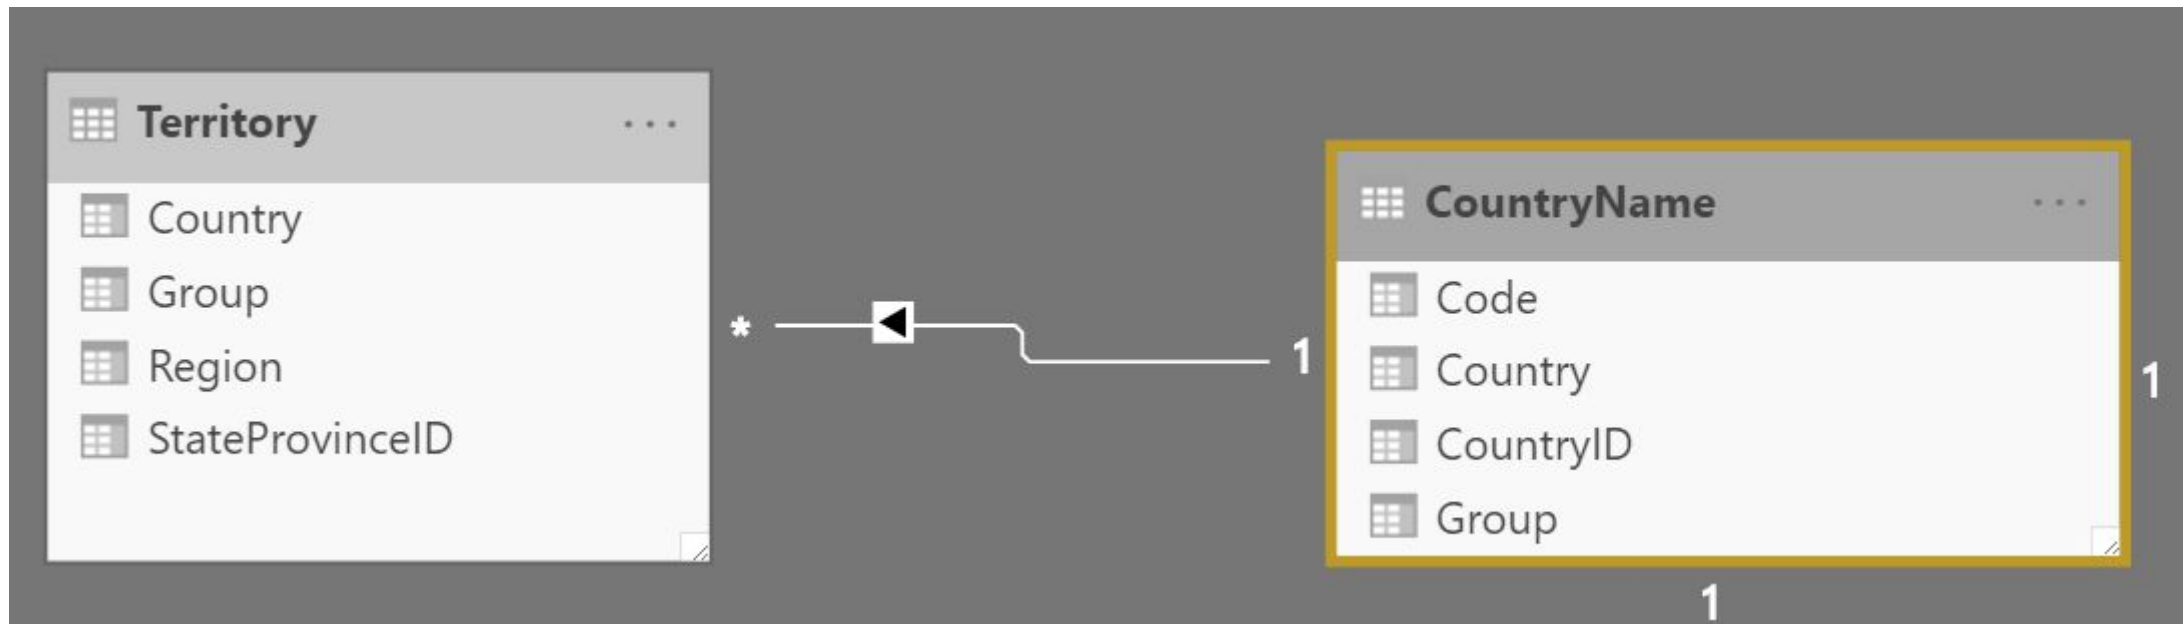 Territory ...
Country
Group
Region
StateProvinceID
*
1
CountryName ...
Code
Country
CountryID
Group
1
1